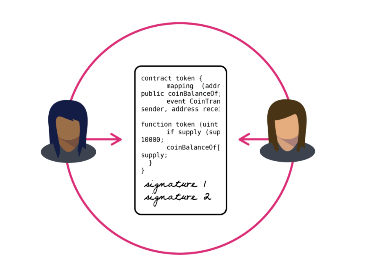 contract token {
mapping (addr
public coinBalanceOf;
event CoinTran
sender, address rece:
function token (uint
if supply (sup
10000;
coinBalanceOf[
supply;
}
}
signature 1
signature 2